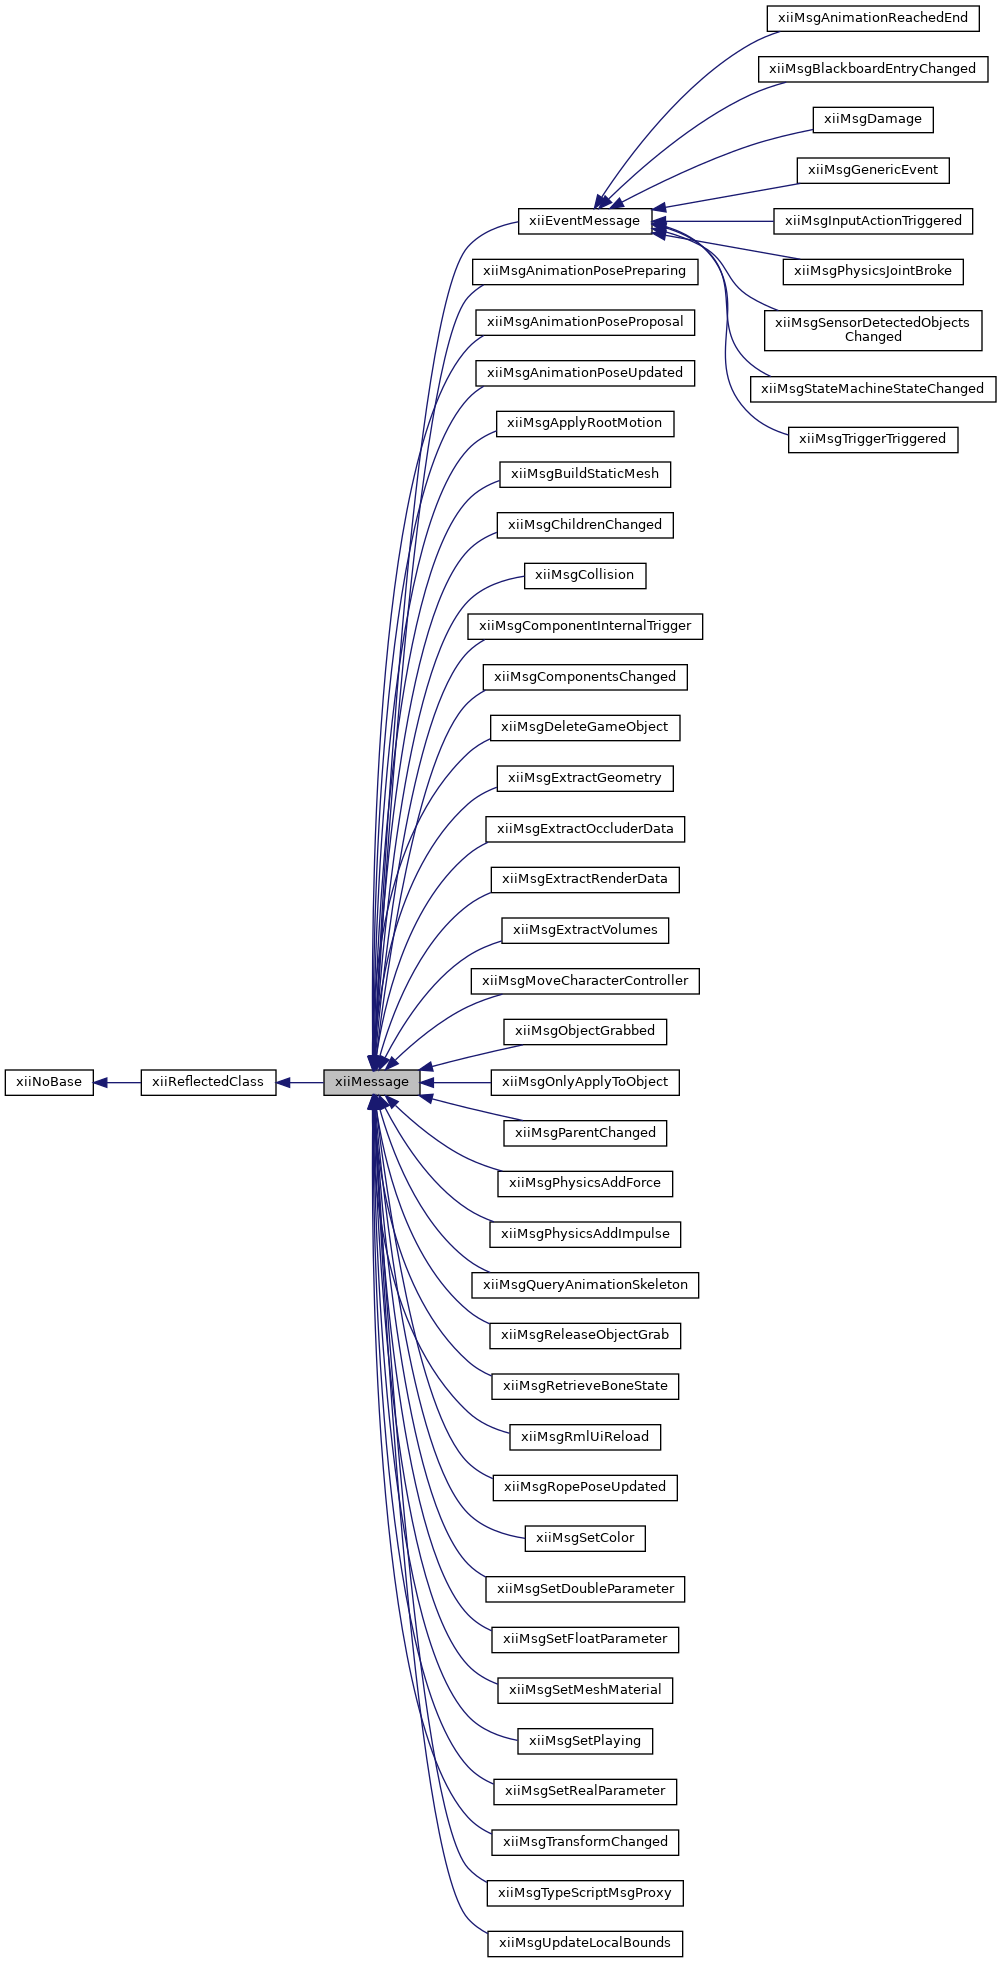 xiiMsgAnimationReachedEnd
xiiMsgBlackboardEntryChanged
xiiMsgDamage
xiiMsgGenericEvent
xiiEventMessage
xiiMsgInputActionTriggered
xiiMsgAnimationPosePreparing
xiiMsgPhysicsJointBroke
xiiMsgAnimationPoseProposal
xiiMsgSensorDetectedObjects
Changed
xiiMsgAnimationPoseUpdated
xiiMsgStateMachineStateChanged
xiiMsgApplyRootMotion
xiiMsgTriggerTriggered
xiiMsgBuildStaticMesh
xiiMsgChildrenChanged
xiiMsgCollision
xiiMsgComponentInternalTrigger
xiiMsgComponentsChanged
xiiMsgDeleteGameObject
xiiMsgExtractGeometry
xiiMsgExtractOccluderData
xiiMsgExtractRenderData
xiiMsgExtractVolumes
xiiMsgMoveCharacterController
xiiMsgObjectGrabbed
xiiNoBase
xiiReflectedClass
xiiMessage
xiiMsgOnlyApplyToObject
xiiMsgParentChanged
xiiMsgPhysicsAddForce
xiiMsgPhysicsAddImpulse
xiiMsgQueryAnimationSkeleton
xiiMsgReleaseObjectGrab
xiiMsgRetrieveBoneState
xiiMsgRmlUiReload
xiiMsgRopePoseUpdated
xiiMsgSetColor
xiiMsgSetDoubleParameter
xiiMsgSetFloatParameter
xiiMsgSetMeshMaterial
xiiMsgSetPlaying
xiiMsgSetRealParameter
xiiMsgTransformChanged
xiiMsgTypeScriptMsgProxy
xiiMsgUpdateLocalBounds